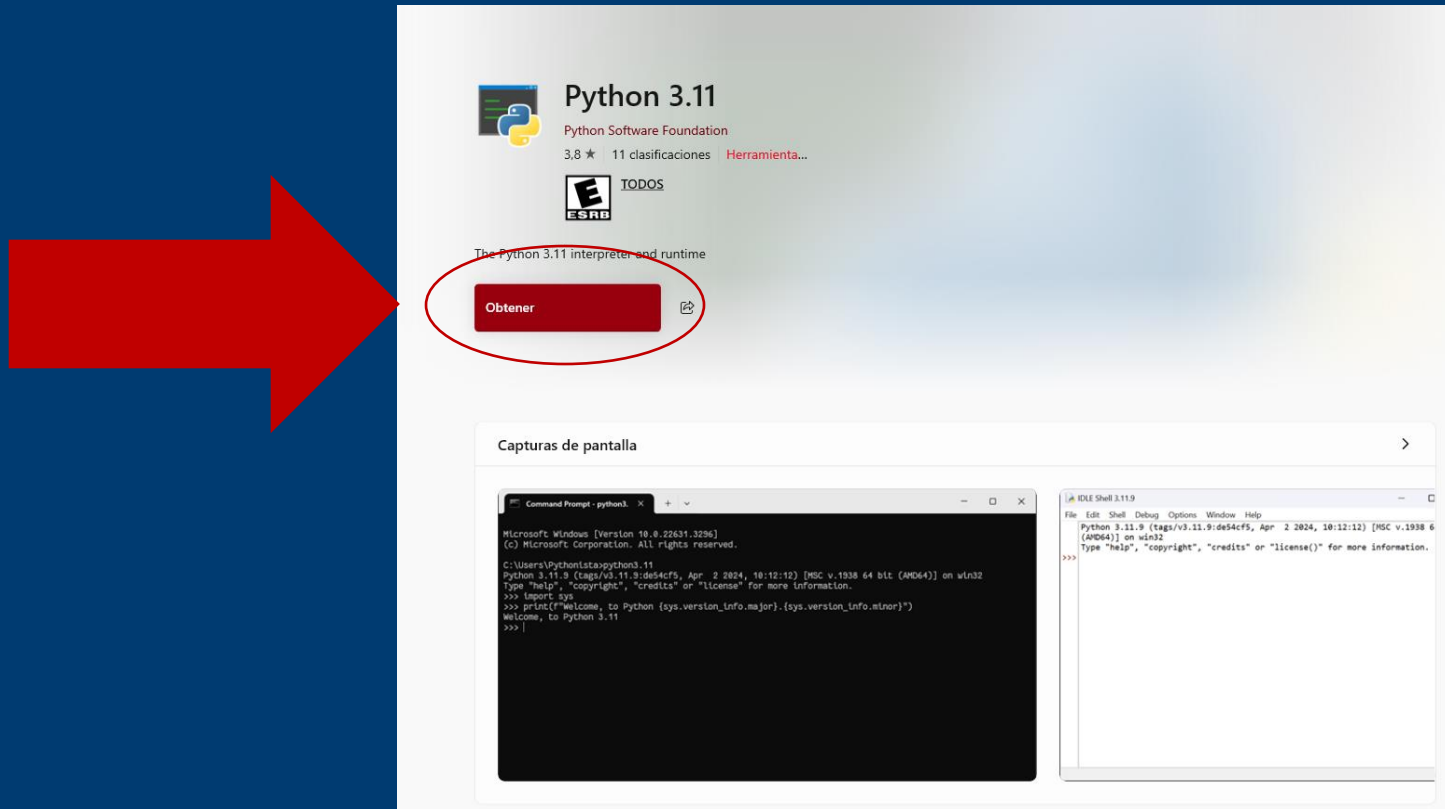 Python 3.11
Python Software Foundation
3,8 ★ 11 clasificaciones Herramienta...
E
ESRB
TODOS
The Python 3.11 interpreter and runtime
Obtener
Capturas de pantalla
Command Prompt - python3.
Microsoft Windows [Version 10.0.22631.3296]
(c) Microsoft Corporation. All rights reserved.
C:\Users\Pythonista>python3.11
Python 3.11.9 (tags/v3.11.9:de54cf5, Apr  2 2024, 10:12:12) [MSC v.1938 64 bit (AMD64)] on win32
Type "help", "copyright", "credits" or "license" for more information.
>>> import sys
>>> print(f"Welcome, to Python {sys.version_info.major}.{sys.version_info.minor}")
Welcome, to Python 3.11
>>>
IDLE Shell 3.11.9
File Edit Shell Debug Options Window Help
Python 3.11.9 (tags/v3.11.9:de54cf5, Apr  2 2024, 10:12:12) [MSC v.1938 6
(AMD64)] on win32
Type "help", "copyright", "credits" or "license()" for more information.
>>>